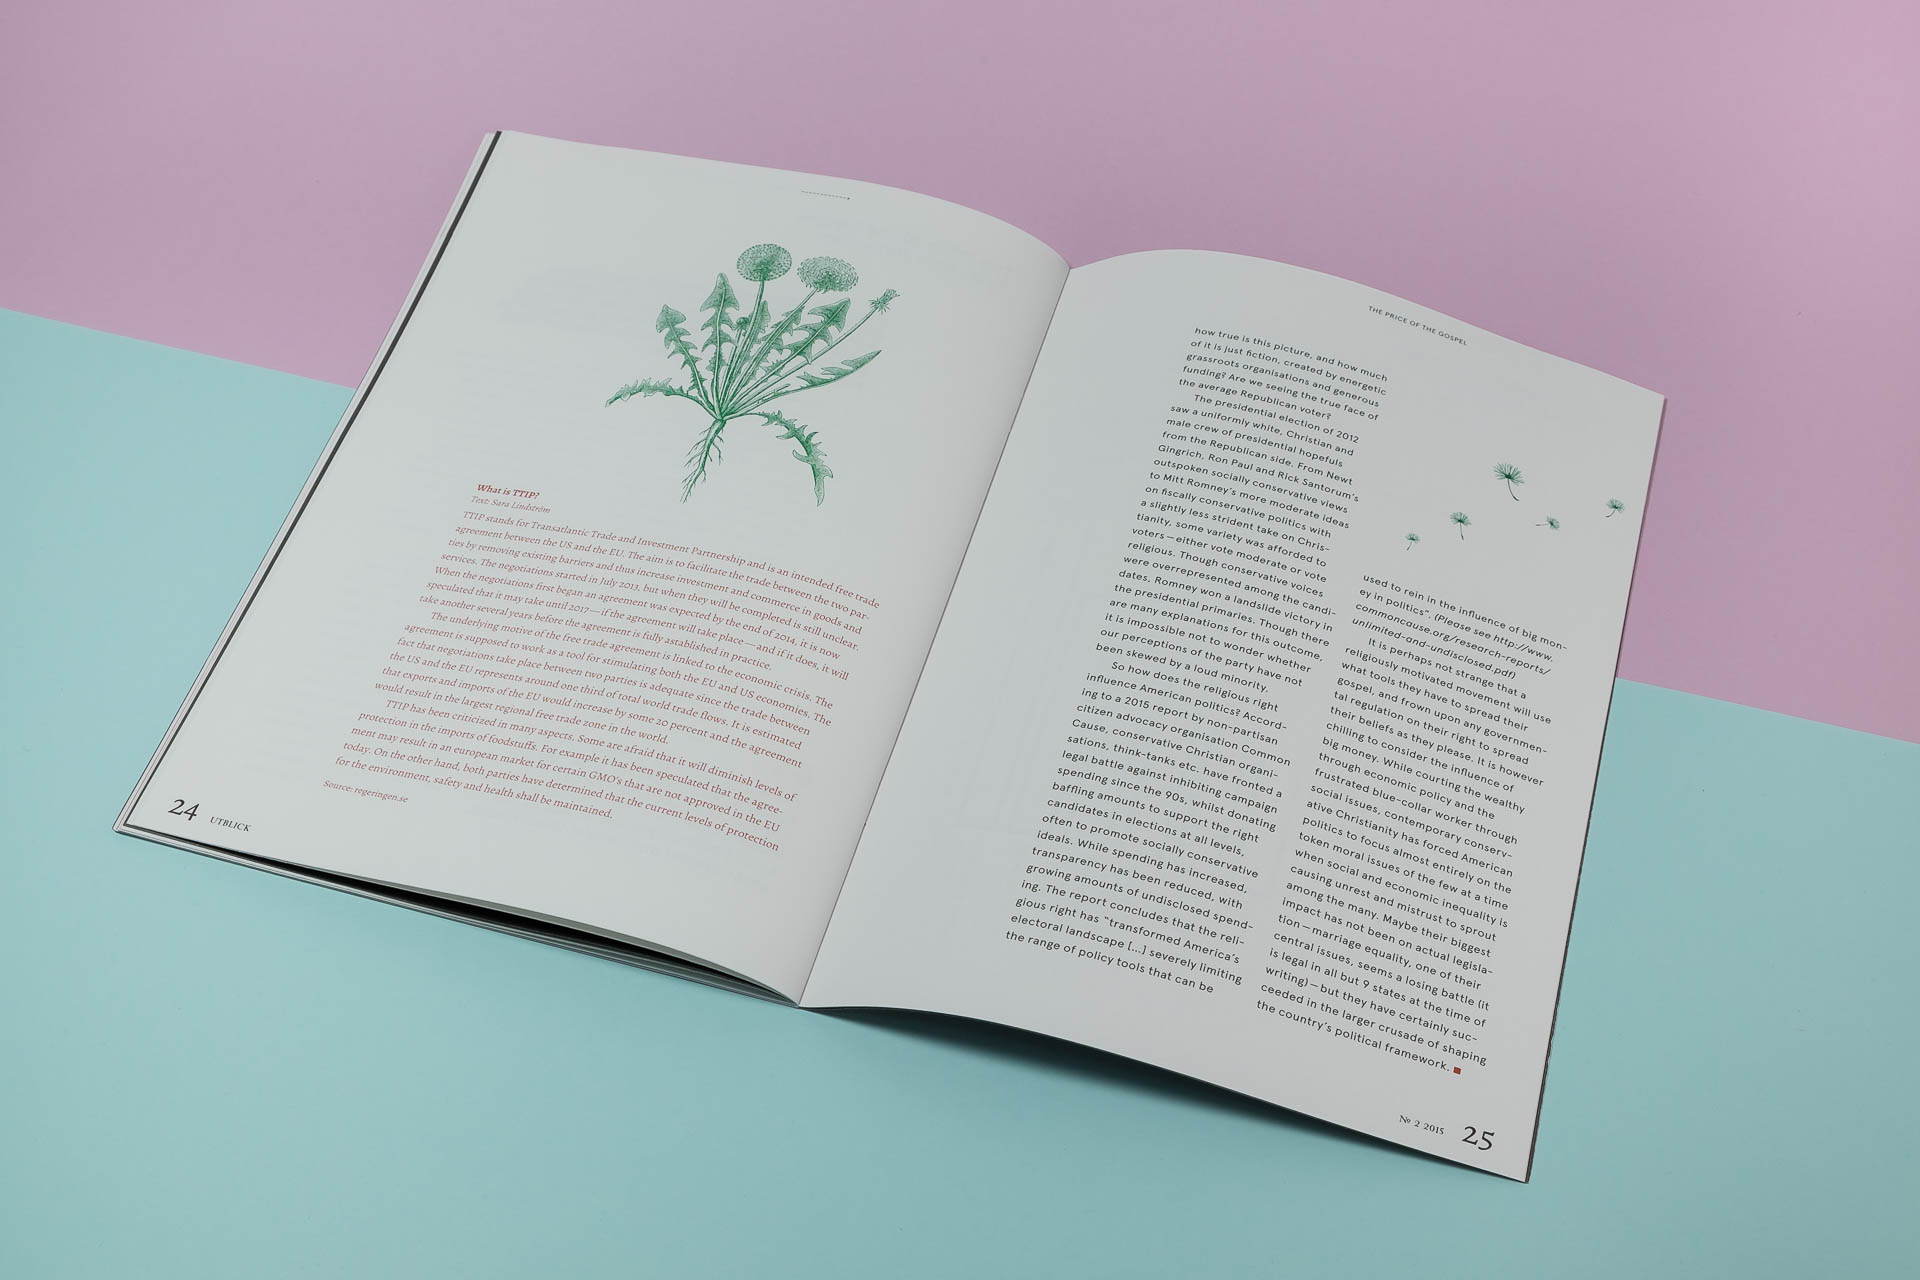 What is TTIP?
Text: Sara Lindström
TTIP stands for Transatlantic Trade and Investment Partnership and is an intended free trade
agreement between the US and the EU. The aim is to facilitate the trade between the two par-
ties by removing existing barriers and thus increase investment and commerce in goods and
services. The negotiations started in July 2013, but when they will be completed is still unclear.
When the negotiations first began an agreement was expected by the end of 2014, it is now
speculated that it may take until 2017—if the agreement will take place—and if it does, it will
take another several years before the agreement is fully astablished in practice.
The underlying motive of the free trade agreement is linked to the economic crisis. The
agreement is supposed to work as a tool for stimulating both the EU and US economies. The
fact that negotiations take place between two parties is adequate since the trade between
the US and the EU represents around one third of total world trade flows. It is estimated
that exports and imports of the EU would increase by some 20 percent and the agreement
would result in the largest regional free trade zone in the world.
TTIP has been criticized in many aspects. Some are afraid that it will diminish levels of
protection in the imports of foodstuffs. For example it has been speculated that the agree-
ment may result in an european market for certain GMO's that are not approved in the EU
today. On the other hand, both parties have determined that the current levels of protection
for the environment, safety and health shall be maintained.
Source: regeringen.se
24 UTBLICK
THE PRICE OF THE GOSPEL
how true is this picture, and how much
of it is just fiction, created by energetic
grassroots organisations and generous
funding? Are we seeing the true face of
the average Republican voter?
The presidential election of 2012
saw a uniformly white, Christian and
male crew of presidential hopefuls
from the Republican side. From Newt
Gingrich, Ron Paul and Rick Santorum's
outspoken socially conservative views
to Mitt Romney's more moderate ideas
on fiscally conservative politics with
a slightly less strident take on Chris-
tianity, some variety was afforded to
voters—either vote moderate or vote
religious. Though conservative voices
were overrepresented among the candi-
dates, Romney won a landslide victory in
the presidential primaries. Though there
are many explanations for this outcome,
it is impossible not to wonder whether
our perceptions of the party have not
been skewed by a loud minority.
So how does the religious right
influence American politics? Accord-
ing to a 2015 report by non-partisan
citizen advocacy organisation Common
Cause, conservative Christian organi-
sations, think-tanks etc. have fronted a
legal battle against inhibiting campaign
spending since the 90s, whilst donating
baffling amounts to support the right
candidates in elections at all levels,
often to promote socially conservative
ideals. While spending has increased,
transparency has been reduced, with
growing amounts of undisclosed spend-
ing. The report concludes that the reli-
gious right has "transformed America's
electoral landscape [...] severely limiting
the range of policy tools that can be
used to rein in the influence of big mon-
ey in politics". (Please see http://www.
commoncause.org/research-reports/
unlimited-and-undisclosed.pdf)
It is perhaps not strange that a
religiously motivated movement will use
what tools they have to spread their
gospel, and frown upon any governmen-
tal regulation on their right to spread
their beliefs as they please. It is however
chilling to consider the influence of
big money. While courting the wealthy
through economic policy and the
frustrated blue-collar worker through
social issues, contemporary conserv-
ative Christianity has forced American
politics to focus almost entirely on the
token moral issues of the few at a time
when social and economic inequality is
causing unrest and mistrust to sprout
among the many. Maybe their biggest
impact has not been on actual legisla-
tion—marriage equality, one of their
central issues, seems a losing battle (it
is legal in all but 9 states at the time of
writing)—but they have certainly suc-
ceeded in the larger crusade of shaping
the country's political framework.
№ 2 2015 25